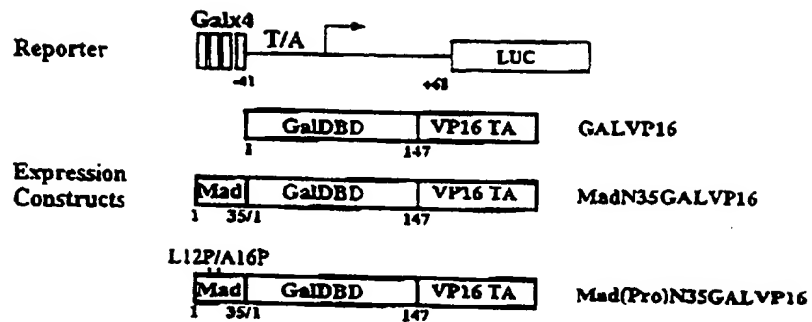 Galx4
Reporter
T/A
LUC
-41
+68
GalDBD
VP16 TA
GALVP16
1
147
Expression
Constructs
Mad
GalDBD
VP16 TA
MadN35GALVP16
1
35/1
147
L12P/A16P
Mad
GalDBD
VP16 TA
Mad(Pro)N35GALVP16
1
35/1
147